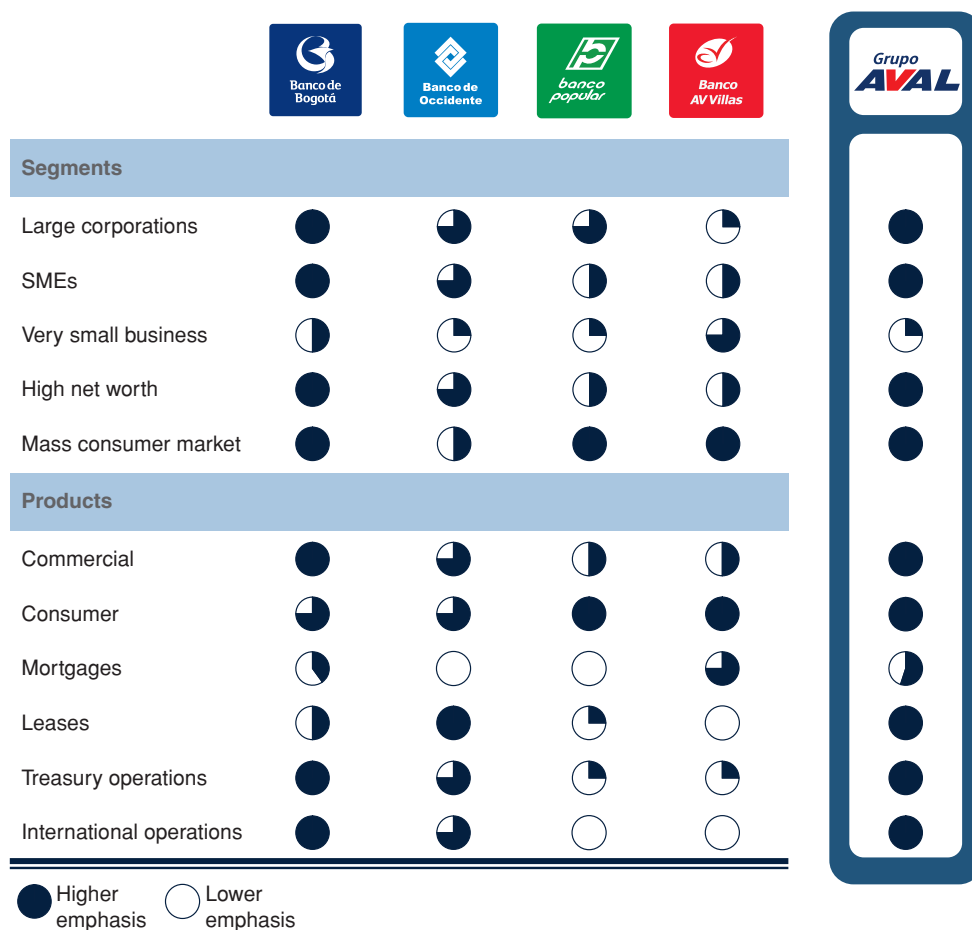 Banco de
Bogotá
Banco de
Occidente
banco
popular
Banco
AV Villas
Grupo
AVAL
Segments
Large corporations
SMEs
Very small business
High net worth
Mass consumer market
Products
Commercial
Consumer
Mortgages
Leases
Treasury operations
International operations
Higher
emphasis
Lower
emphasis